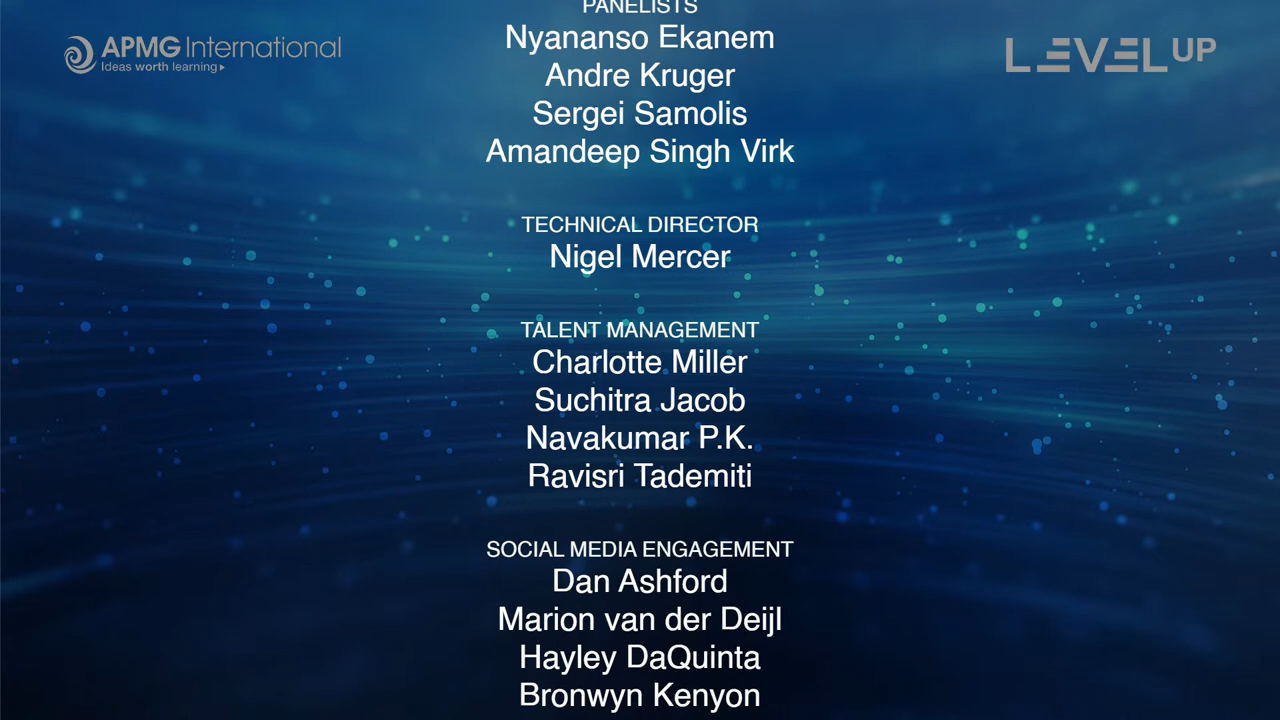 PANELISTS
APMG International
Ideas worth learning
LEVEL UP
Nyananso Ekanem
Andre Kruger
Sergei Samolis
Amandeep Singh Virk
TECHNICAL DIRECTOR
Nigel Mercer
TALENT MANAGEMENT
Charlotte Miller
Suchitra Jacob
Navakumar P.K.
Ravisri Tademiti
SOCIAL MEDIA ENGAGEMENT
Dan Ashford
Marion van der Deijl
Hayley DaQuinta
Bronwyn Kenyon